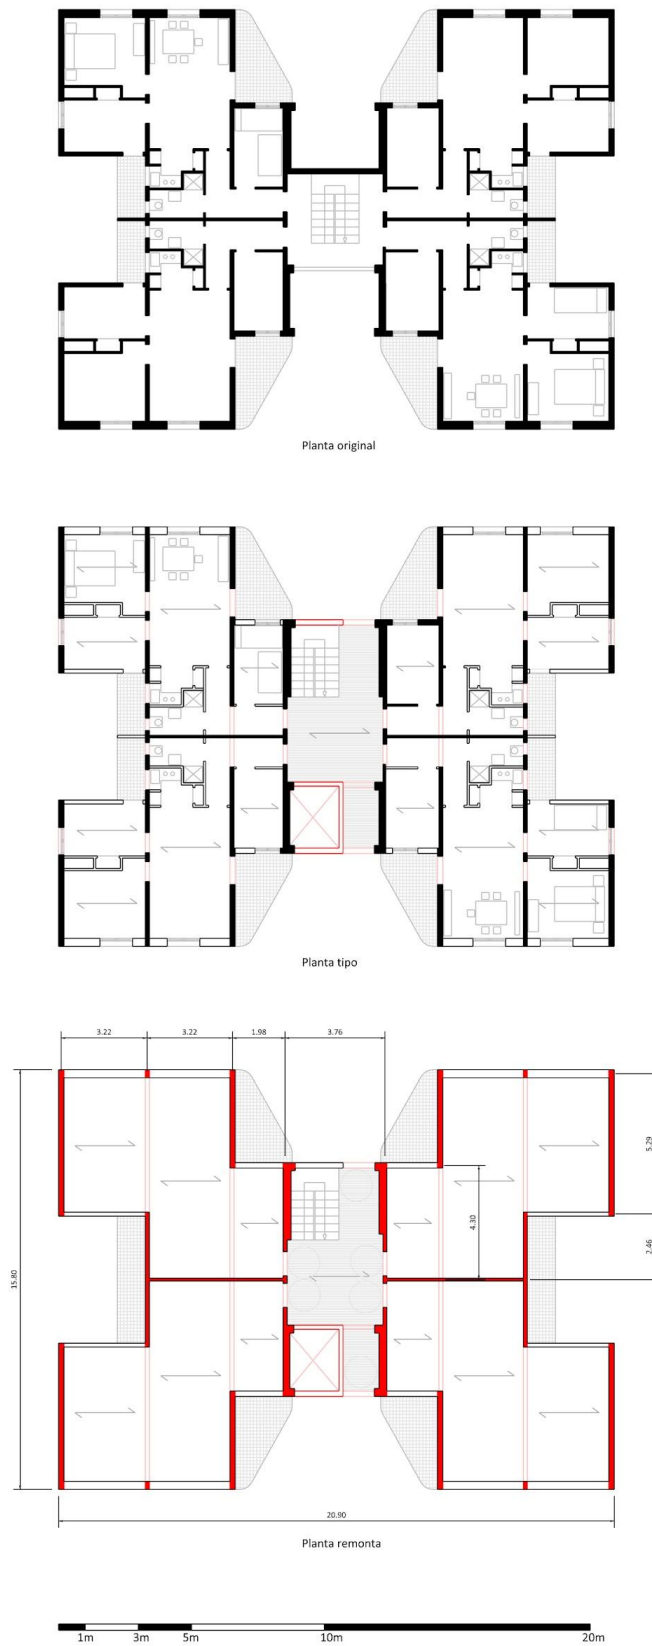 Planta original
Planta tipo
3.22 3.22 1.98 3.76
5.29
4.30
2.46
15.80
20.90
Planta remonta
1m 3m 5m 10m 20m